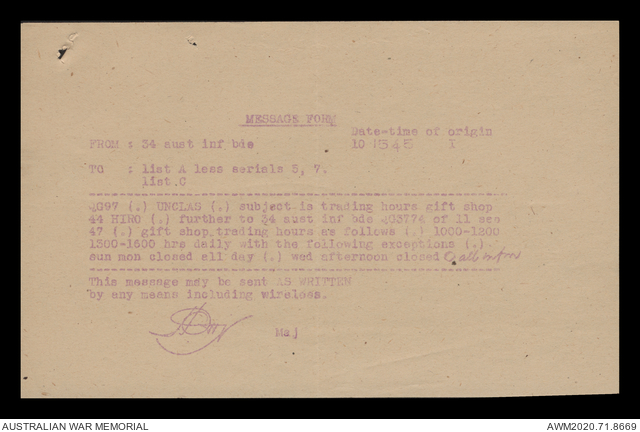 MESSAGE FORM
Date-time of origin
FROM : 34 aust inf bde 10 1545 I
TO : list A less serials 5, 7.
list C
QG97 (.) UNCLAS (.) subject is trading hours gift shop
44 HIRO (.) further to 34 aust inf bde QG3774 of 11 sep
47 (.) gift shop trading hours as follows (.) 1000-1200
1300-1600 hrs daily with the following exceptions (.)
sun mon closed all day (.) wed afternoon closed all infm
This message may be sent AS WRITTEN
by any means including wireless.
Maj
AUSTRALIAN WAR MEMORIAL
AWM2020.71.8669